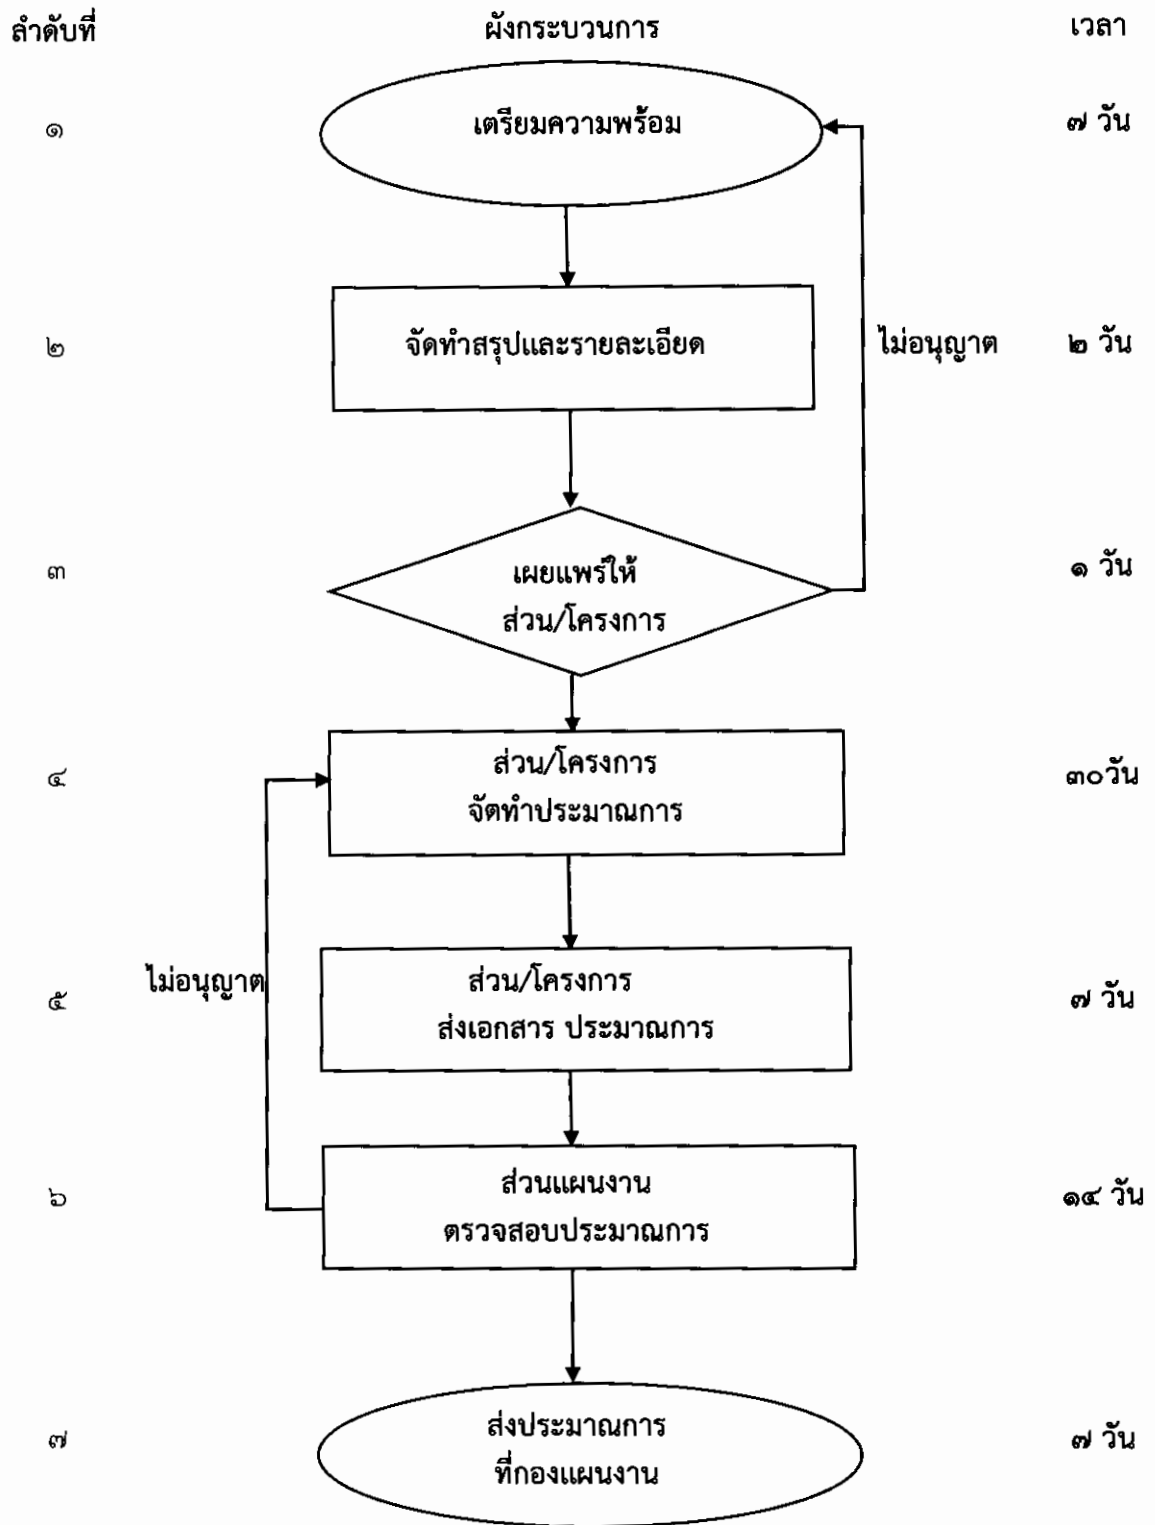 ลำดับที่ ผังกระบวนการ เวลา
๑ เตรียมความพร้อม ๗ วัน
๒ จัดทำสรุปและรายละเอียด ไม่อนุญาต ๒ วัน
๓ เผยแพร่ให้ ๑ วัน
ส่วน/โครงการ
๔ ส่วน/โครงการ ๓๐วัน
จัดทำประมาณการ
ไม่อนุญาต
๕ ส่วน/โครงการ ๗ วัน
ส่งเอกสาร ประมาณการ
๖ ส่วนแผนงาน ๑๔ วัน
ตรวจสอบประมาณการ
๗ ส่งประมาณการ ๗ วัน
ที่กองแผนงาน